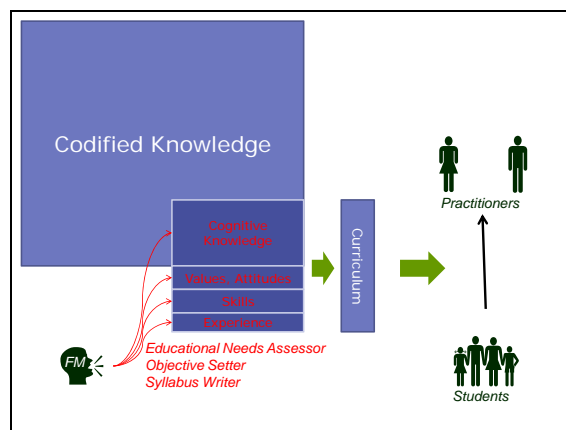 Codified Knowledge
Cognitive
Knowledge
Values, Attitudes
Skills
Experience
Curriculum
Practitioners
Educational Needs Assessor
Objective Setter
Syllabus Writer
FM
Students